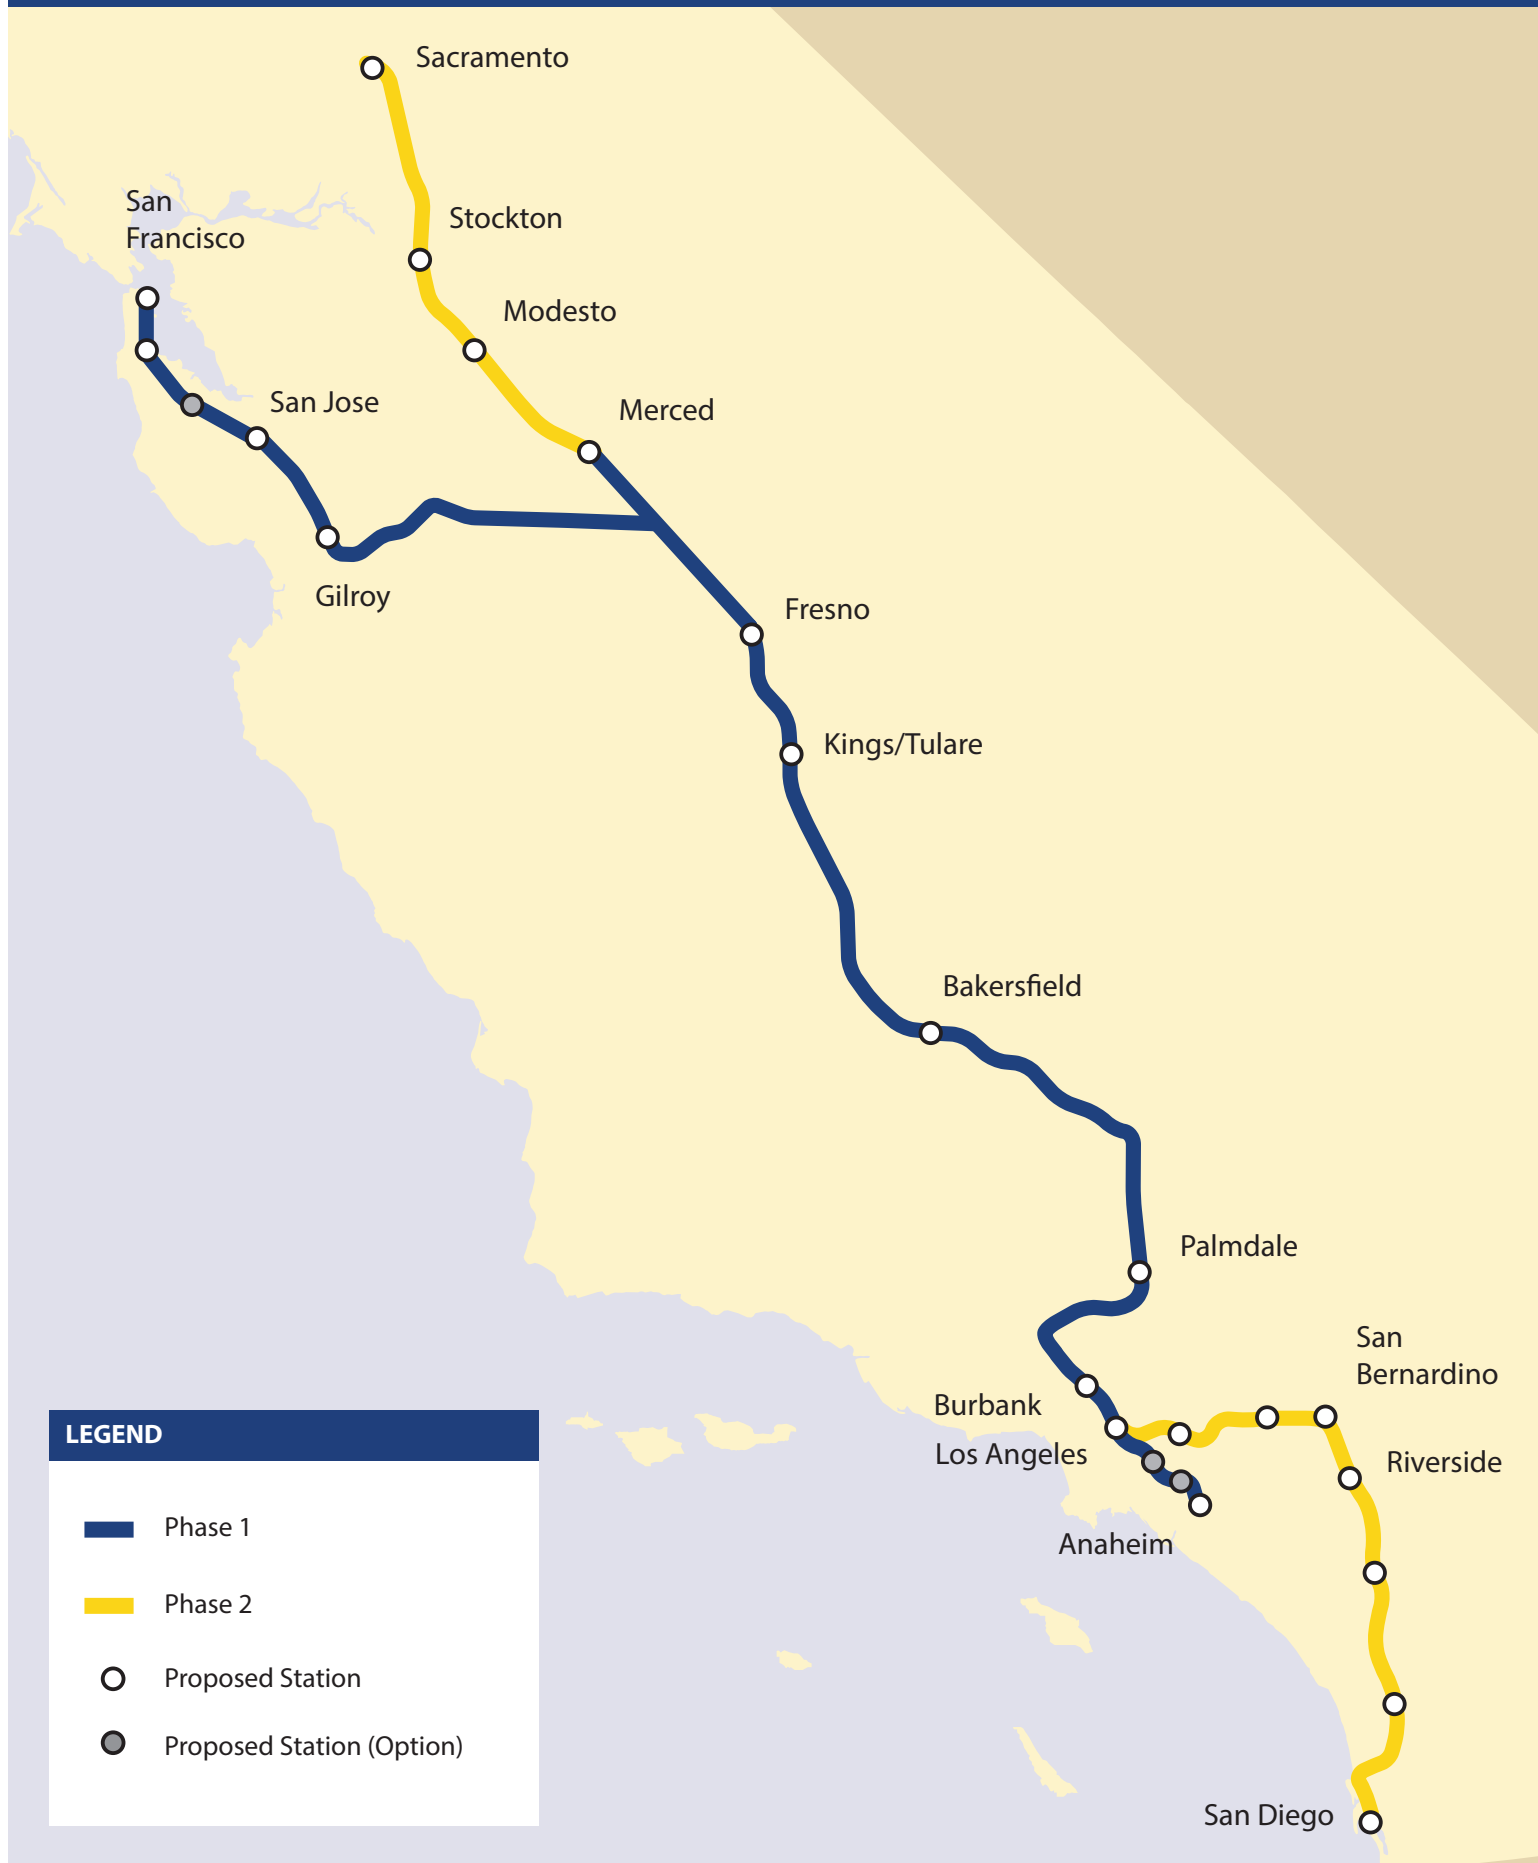 Sacramento
San
Francisco
Stockton
Modesto
San Jose
Merced
Gilroy
Fresno
Kings/Tulare
Bakersfield
Palmdale
San
Bernardino
Burbank
Los Angeles
Riverside
Anaheim
San Diego
LEGEND
Phase 1
Phase 2
Proposed Station
Proposed Station (Option)